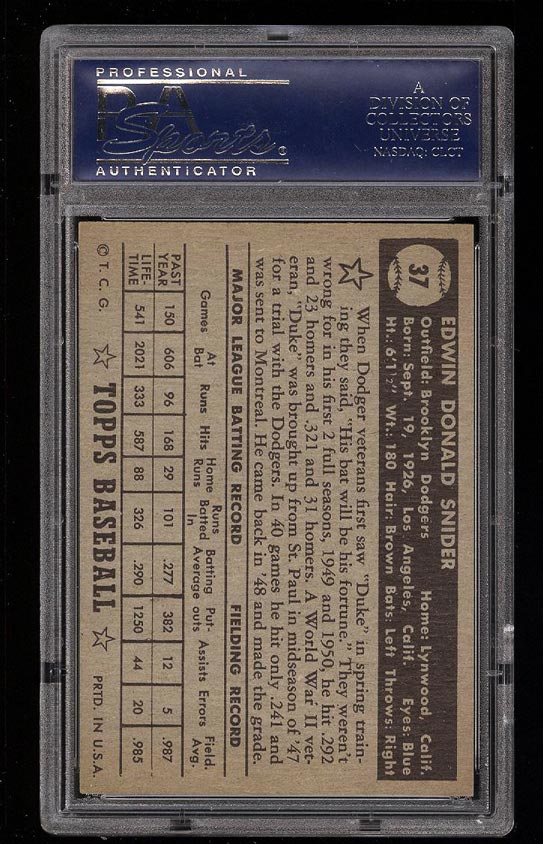 PROFESSIONAL
PSA
Sports
AUTHENTICATOR
A
DIVISION OF
COLLECTORS
UNIVERSE
NASDAQ: CLCT
37
EDWIN DONALD SNIDER
Outfield: Brooklyn Dodgers Home: Lynwood, Calif.
Born: Sept. 19, 1926, Los Angeles, Calif. Eyes: Blue
Ht.: 6'1½" Wt.: 180 Hair: Brown Bats: Left Throws: Right
When Dodger veterans first saw "Duke" in spring train-
ing they said, "His bat will be his fortune." They weren't
wrong for in his first 2 full seasons, 1949 and 1950, he hit .292
and 23 homers and .321 and 31 homers. A World War II vet-
eran, "Duke" was brought up from St. Paul in midseason of '47
for a trial with the Dodgers. In 40 games he hit only .241 and
was sent to Montreal. He came back in '48 and made the grade.
MAJOR LEAGUE BATTING RECORD FIELDING RECORD
Games At Bat Runs Hits Home Runs Runs Batted In Batting Average Put-outs Assists Errors Field. Avg.
PAST YEAR 150 606 96 168 29 101 .277 382 12 5 .987
LIFE-TIME 541 2021 333 587 88 326 .290 1250 44 20 .985
© T. C. G. TOPPS BASEBALL PRTD. IN U.S.A.